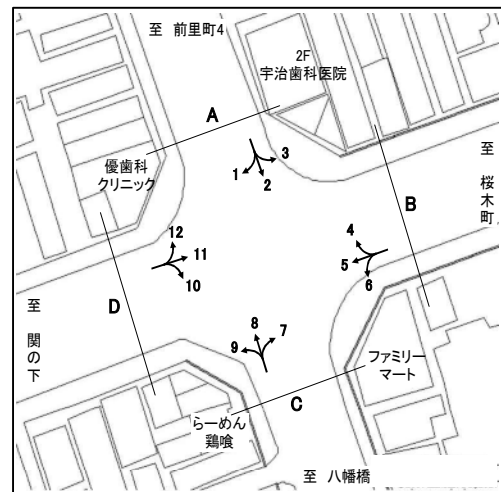 至 前里町4
2F
宇治歯科医院
A
優歯科
クリニック
1
2
3
至 桜木町
B
4
5
6
12
11
10
D
至 関の下
8
7
9
ファミリー
マート
C
らーめん
鶏喰
至 八幡橋